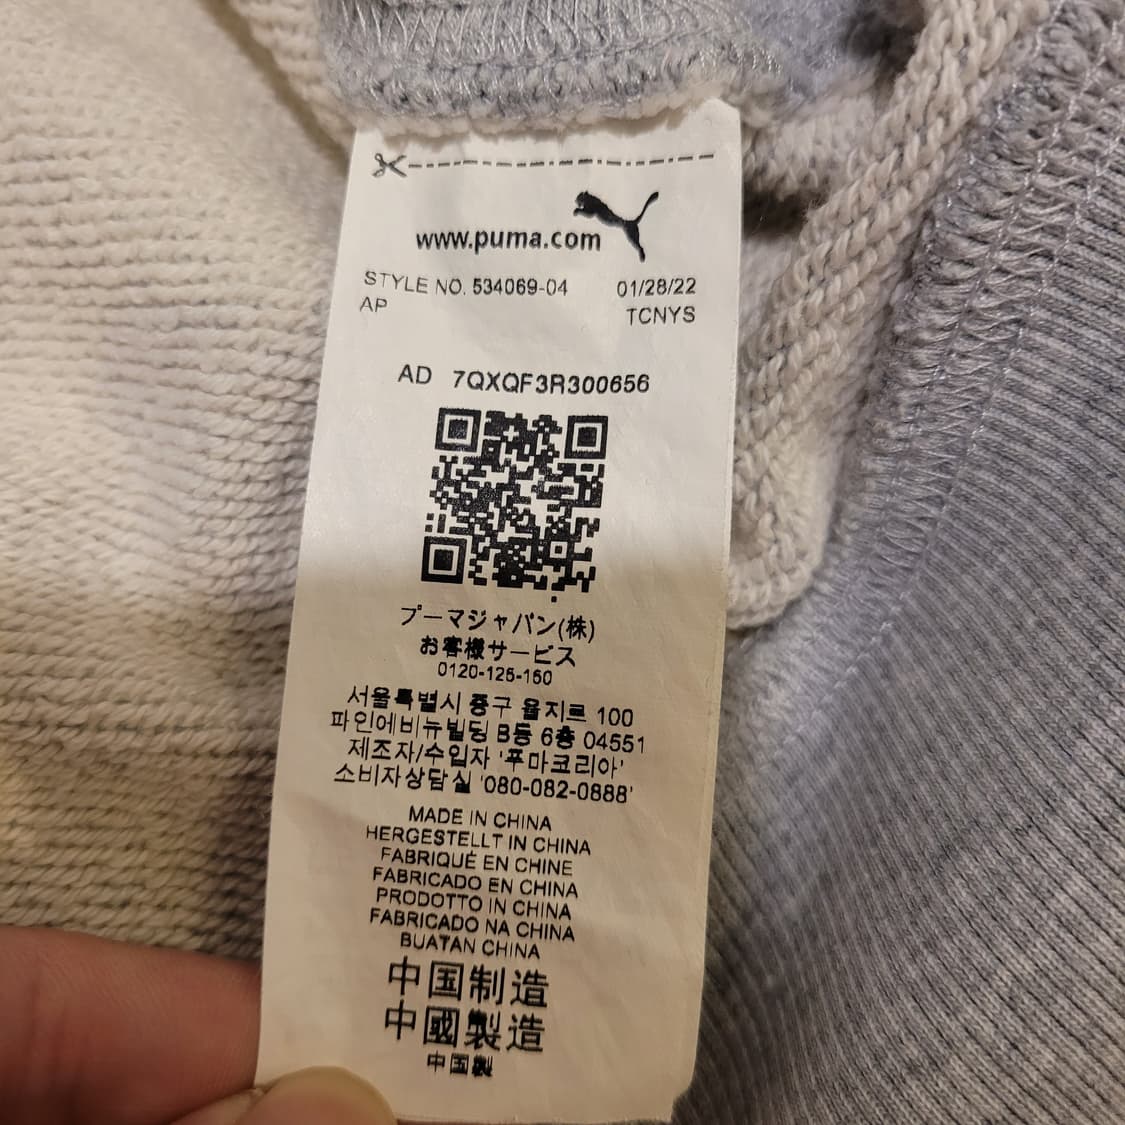 www.puma.com
STYLE NO. 534069-04 01/28/22
AP TCNYS
AD 7QXQF3R300656
プーマジャパン(株)
お客様サービス
0120-125-150
서울특별시 중구 을지로 100
파인에비뉴빌딩 B동 6층 04551
제조자/수입자 '푸마코리아'
소비자상담실 '080-082-0888'
MADE IN CHINA
HERGESTELLT IN CHINA
FABRIQUÉ EN CHINE
FABRICADO EN CHINA
PRODOTTO IN CHINA
FABRICADO NA CHINA
BUATAN CHINA
中国制造
中國製造
中国製